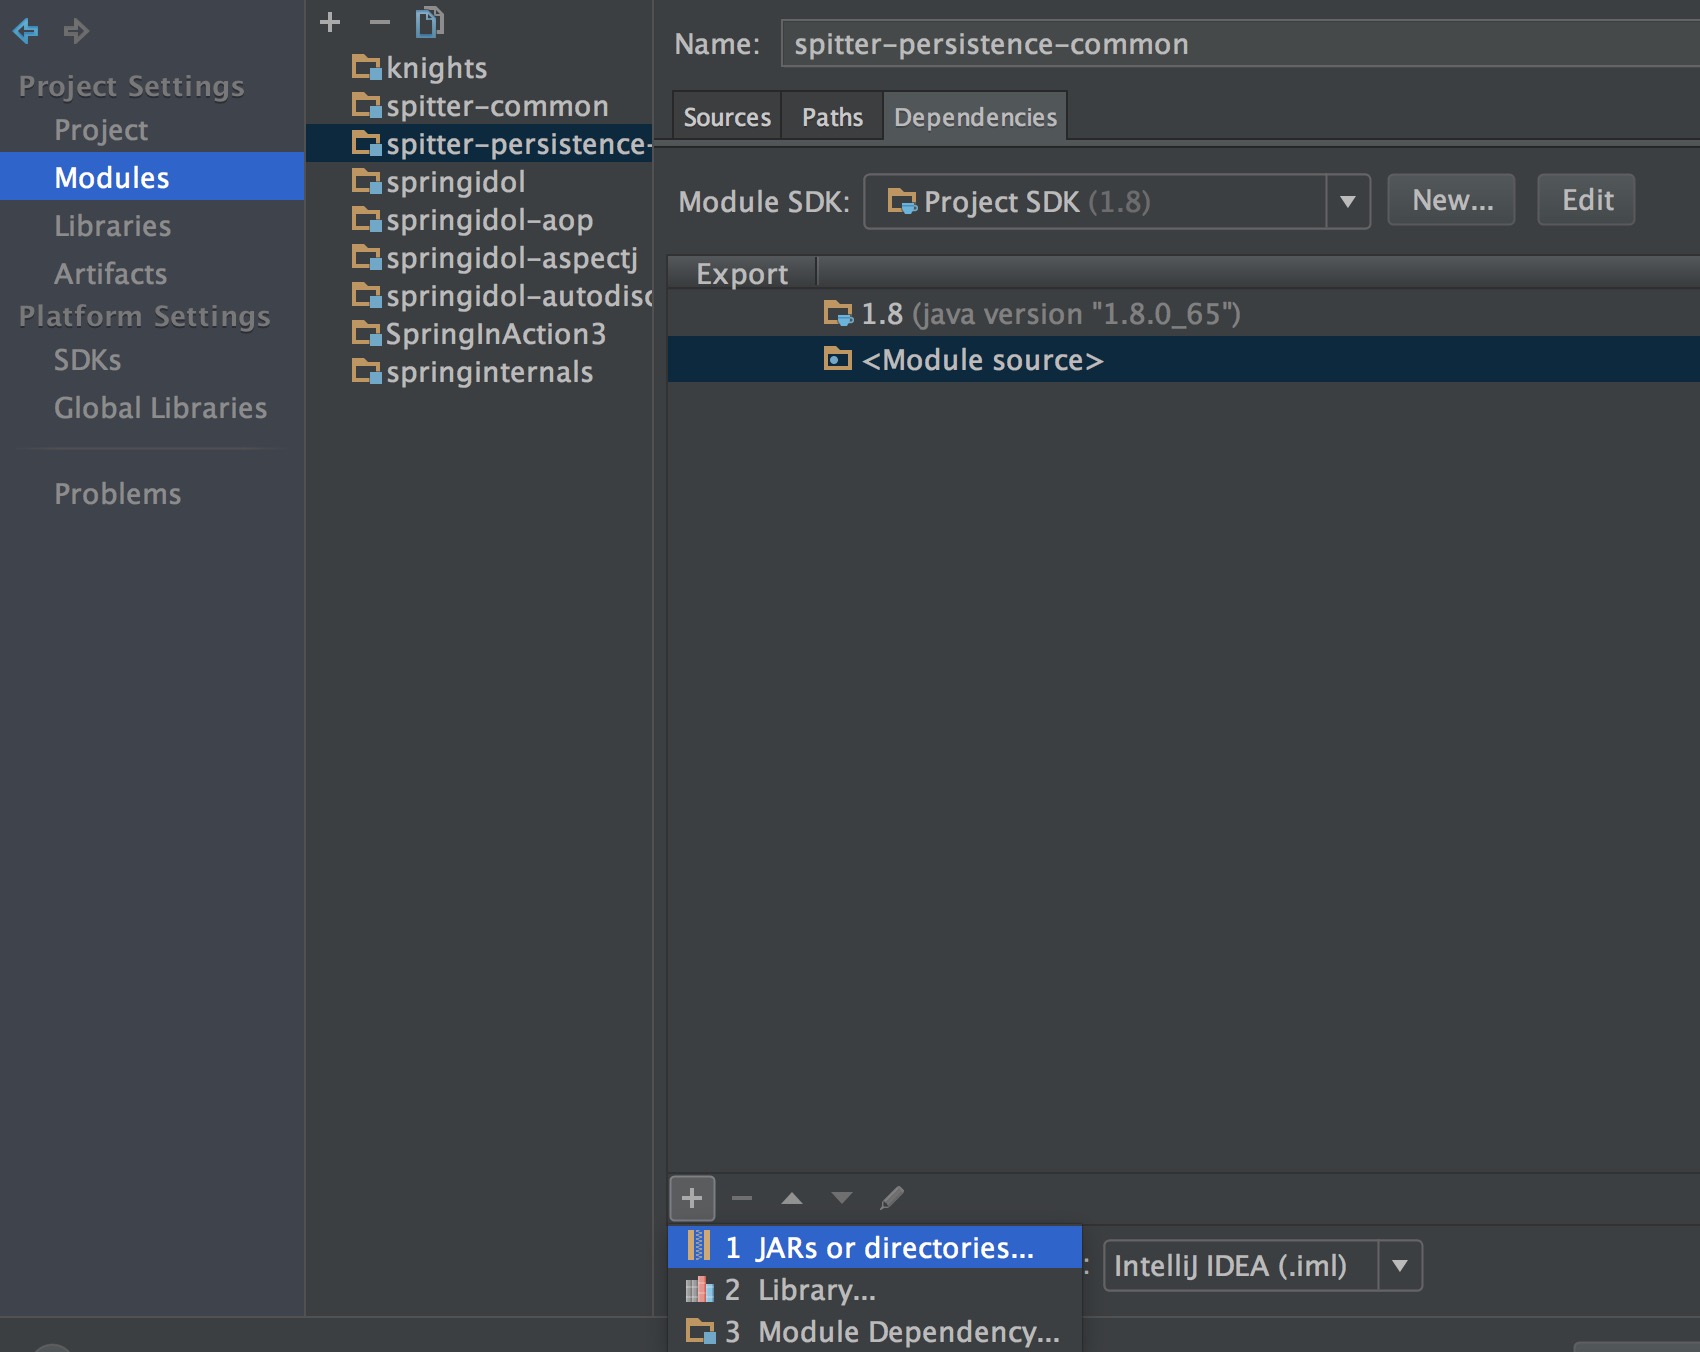 Project Settings
Project
Modules
Libraries
Artifacts
Platform Settings
SDKs
Global Libraries
Problems
knights
spitter-common
spitter-persistence-
springidol
springidol-aop
springidol-aspectj
springidol-autodisc
SpringInAction3
springinternals
Name: spitter-persistence-common
Sources Paths Dependencies
Module SDK: Project SDK (1.8) New... Edit
Export
1.8 (java version "1.8.0_65")
<Module source>
1 JARs or directories...
2 Library...
3 Module Dependency...
: IntelliJ IDEA (.iml)